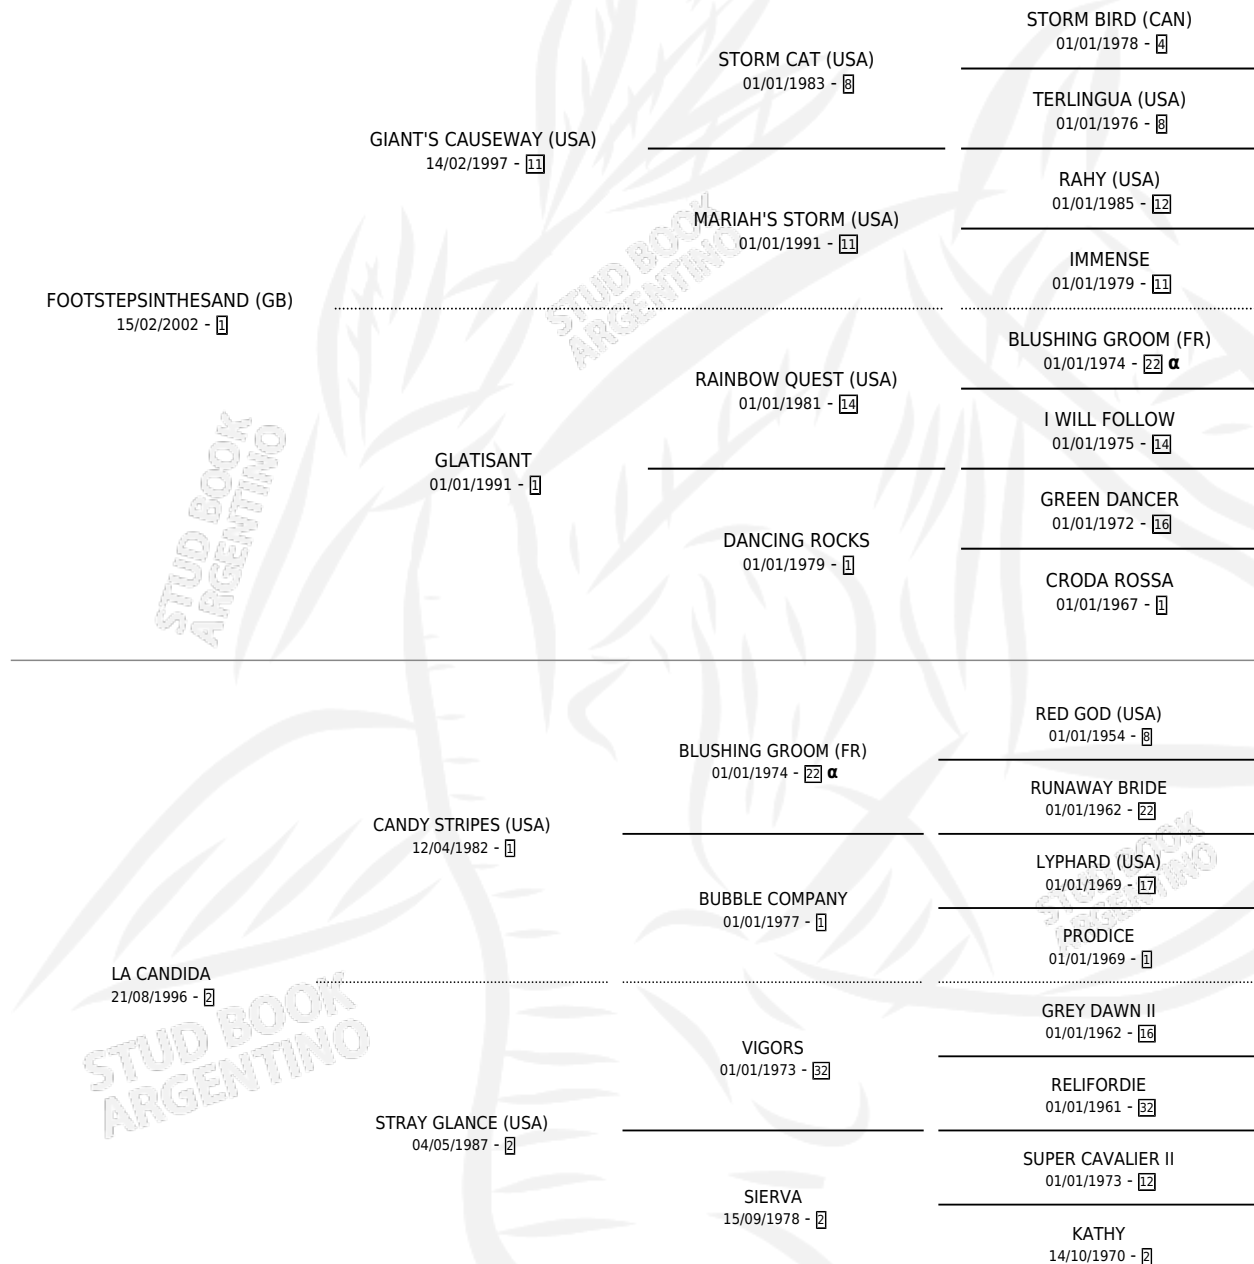 STORM BIRD (CAN)
01/01/1978 - 4
STORM CAT (USA)
01/01/1983 - 8
TERLINGUA (USA)
01/01/1976 - 8
GIANT'S CAUSEWAY (USA)
14/02/1997 - 11
RAHY (USA)
01/01/1985 - 12
MARIAH'S STORM (USA)
01/01/1991 - 11
IMMENSE
01/01/1979 - 11
FOOTSTEPSINTHESAND (GB)
15/02/2002 - 1
BLUSHING GROOM (FR)
01/01/1974 - 22 α
RAINBOW QUEST (USA)
01/01/1981 - 14
I WILL FOLLOW
01/01/1975 - 14
GLATISANT
01/01/1991 - 1
GREEN DANCER
01/01/1972 - 16
DANCING ROCKS
01/01/1979 - 1
CRODA ROSSA
01/01/1967 - 1
RED GOD (USA)
01/01/1954 - 8
BLUSHING GROOM (FR)
01/01/1974 - 22 α
RUNAWAY BRIDE
01/01/1962 - 22
CANDY STRIPES (USA)
12/04/1982 - 1
LYPHARD (USA)
01/01/1969 - 17
BUBBLE COMPANY
01/01/1977 - 1
PRODICE
01/01/1969 - 1
LA CANDIDA
21/08/1996 - 2
GREY DAWN II
01/01/1962 - 16
VIGORS
01/01/1973 - 32
RELIFORDIE
01/01/1961 - 32
STRAY GLANCE (USA)
04/05/1987 - 2
SUPER CAVALIER II
01/01/1973 - 12
SIERVA
15/09/1978 - 2
KATHY
14/10/1970 - 2
STUD BOOK
ARGENTINO
STUD BOOK
ARGENTINO
STUD BOOK
ARGENTINO
STUD BOOK
ARGENTINO